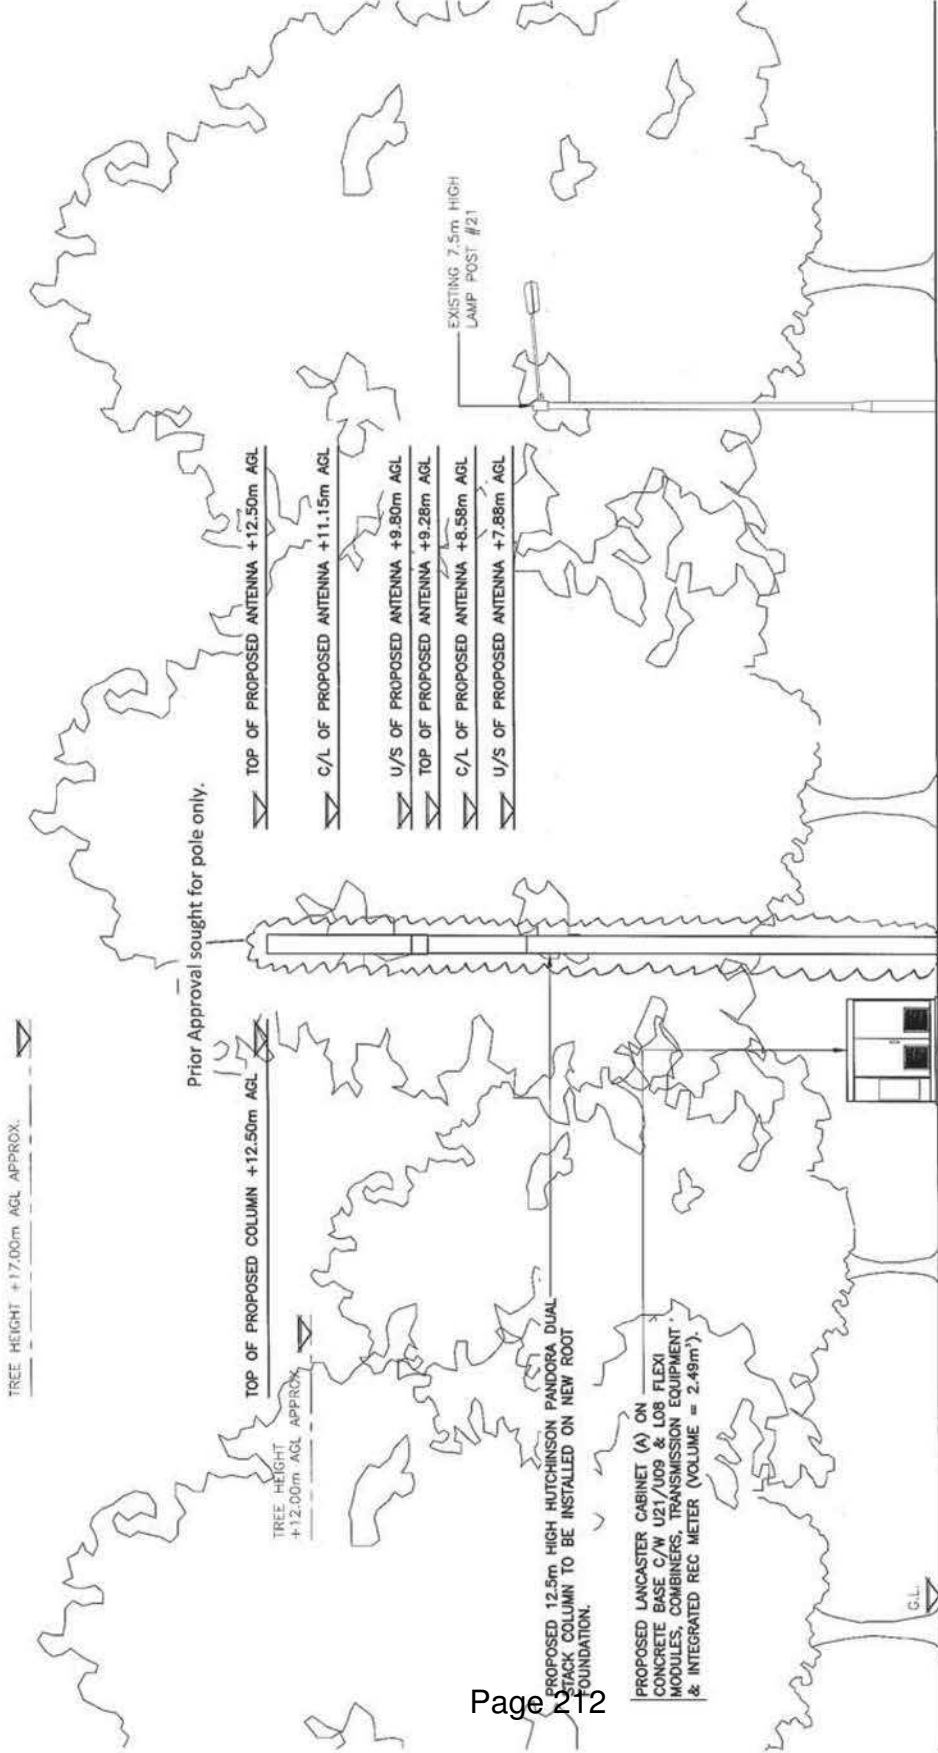 TREE HEIGHT +17.00m AGL APPROX.
Prior Approval sought for pole only.
TOP OF PROPOSED COLUMN +12.50m AGL
TREE HEIGHT
+12.00m AGL APPROX.
TOP OF PROPOSED ANTENNA +12.50m AGL
C/L OF PROPOSED ANTENNA +11.15m AGL
U/S OF PROPOSED ANTENNA +9.80m AGL
TOP OF PROPOSED ANTENNA +9.28m AGL
C/L OF PROPOSED ANTENNA +8.58m AGL
U/S OF PROPOSED ANTENNA +7.88m AGL
EXISTING 7.5m HIGH
LAMP POST #21
PROPOSED 12.5m HIGH HUTCHINSON PANDORA DUAL
STACK COLUMN TO BE INSTALLED ON NEW ROOT
FOUNDATION.
PROPOSED LANCASTER CABINET (A) ON
CONCRETE BASE C/W U21/U09 & L08 FLEXI
MODULES, COMBINERS, TRANSMISSION EQUIPMENT
& INTEGRATED REC METER (VOLUME = 2.49m³).
G.L.
Page 212